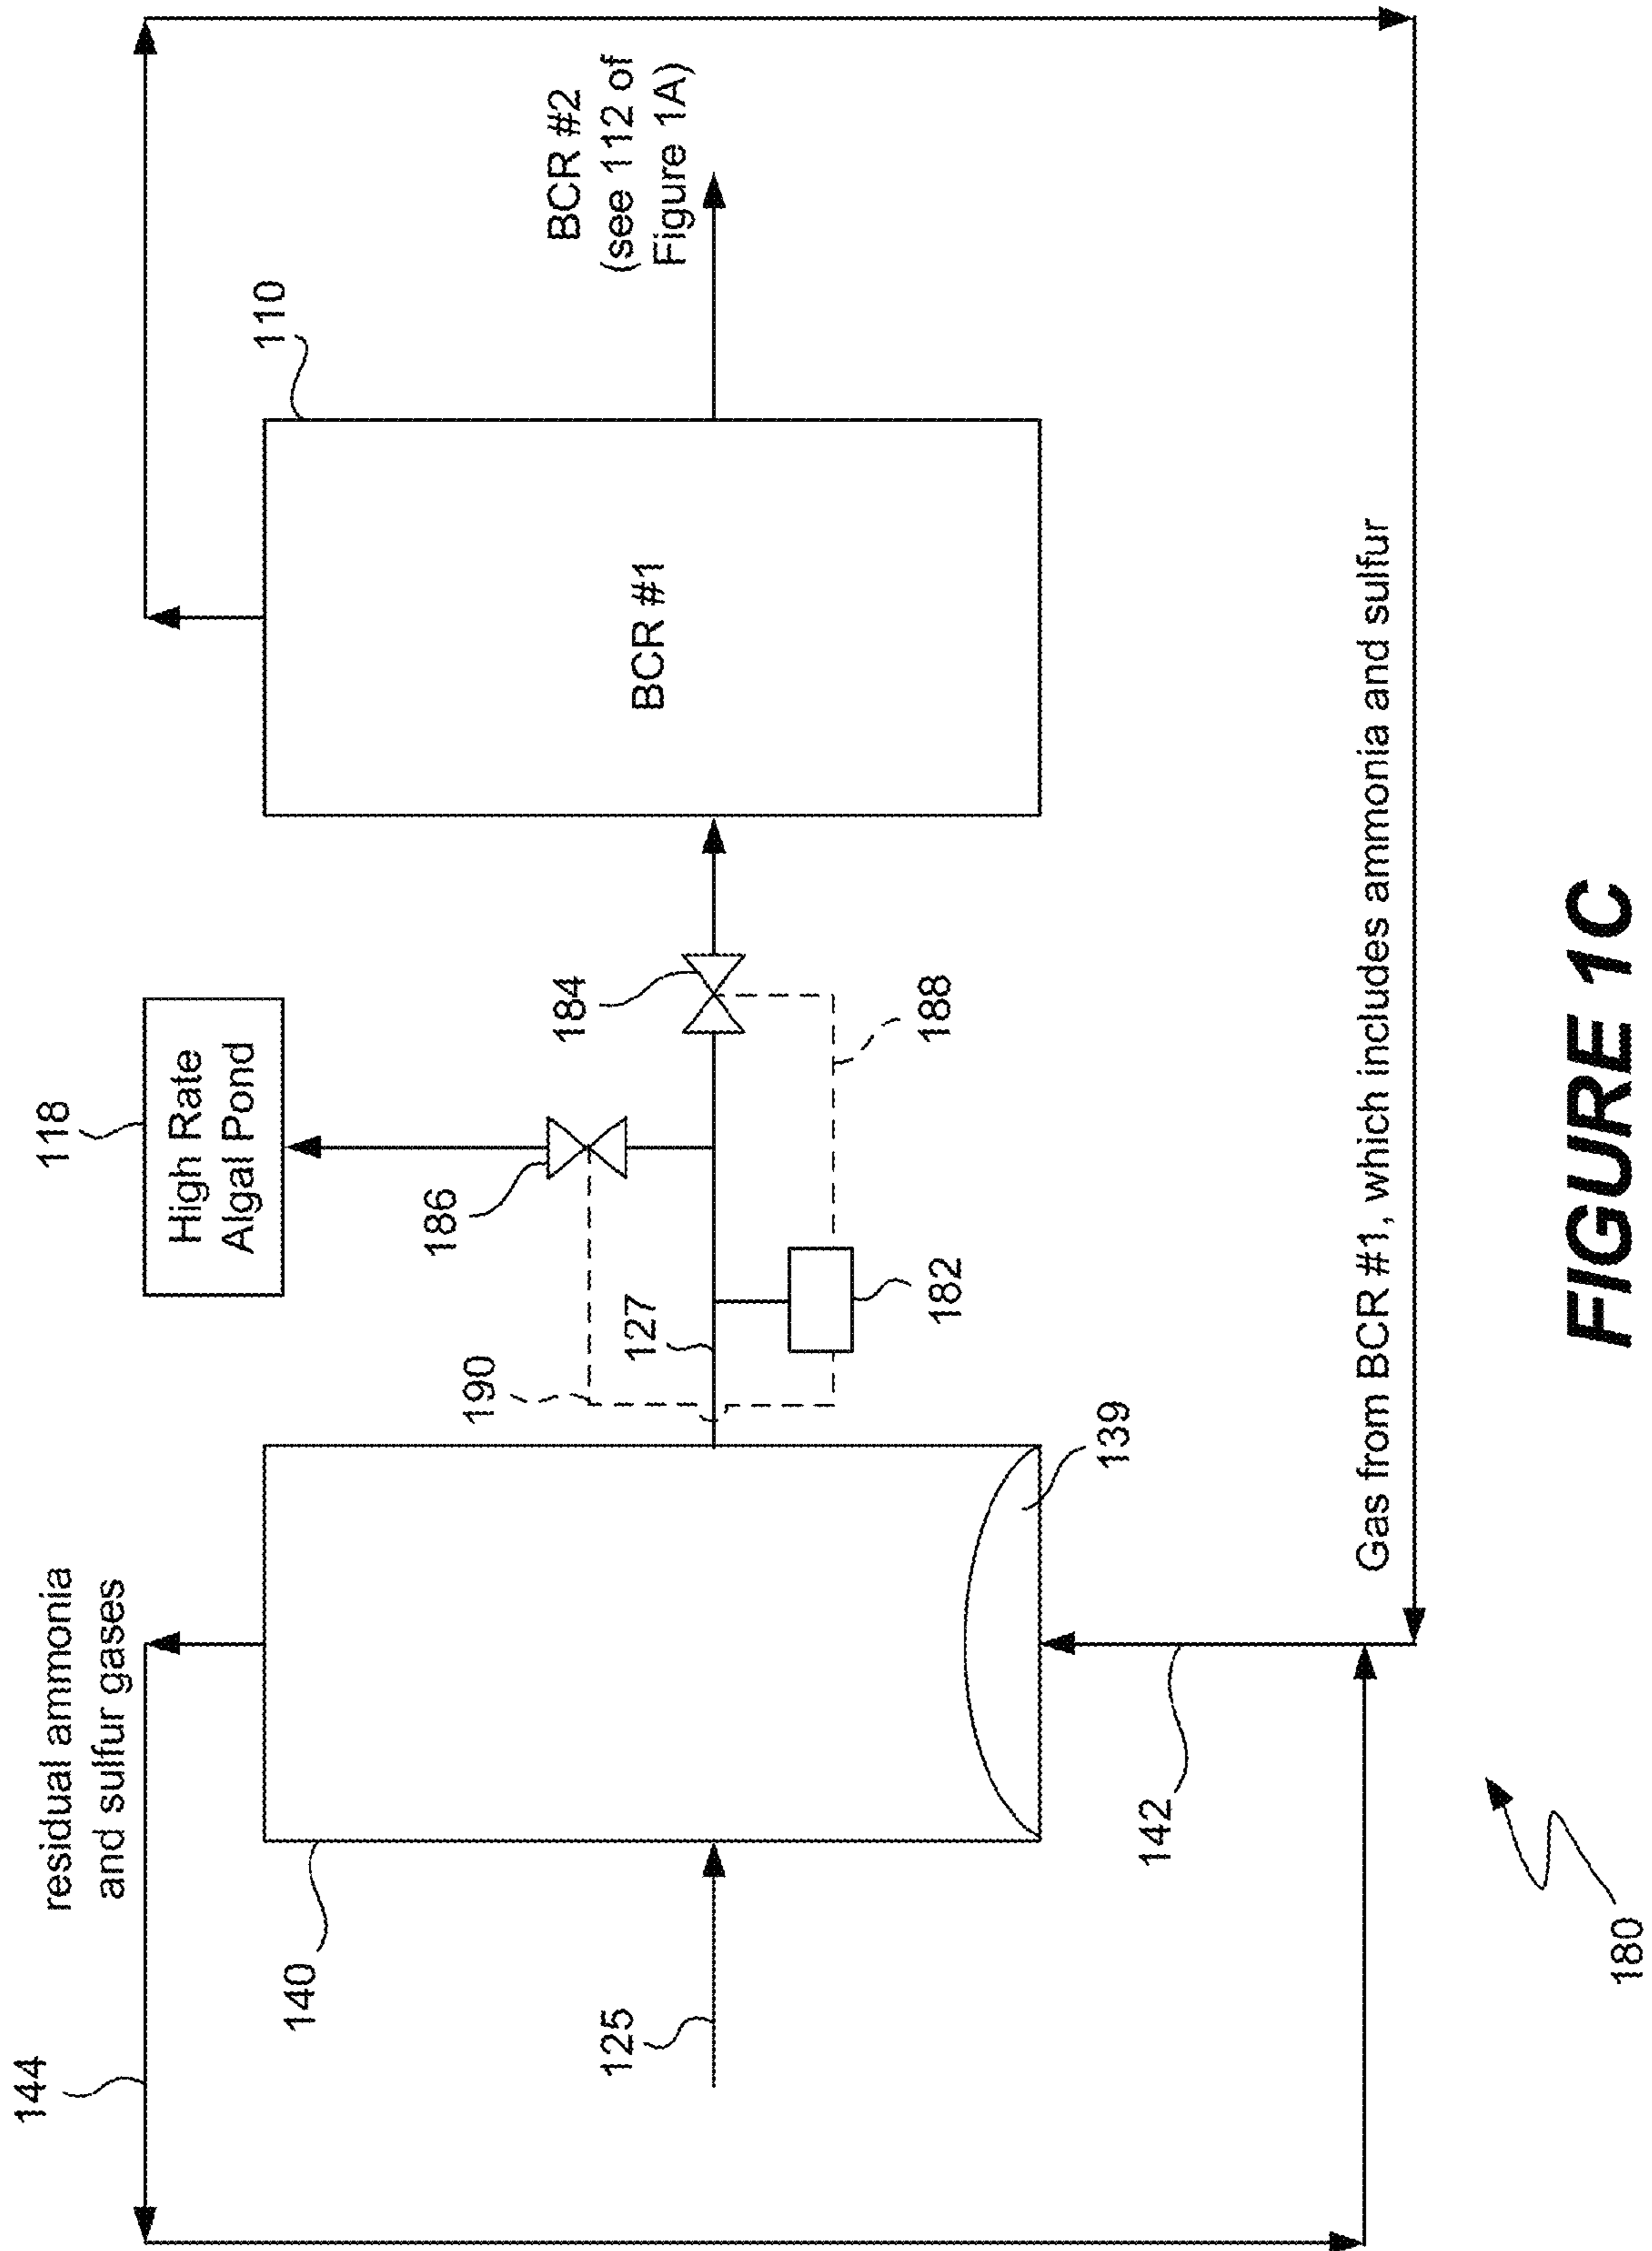 144
residual ammonia
and sulfur gases
118
High Rate
Algal Pond
110
BCR #2
(see 112 of
Figure 1A)
BCR #1
140
125
190
186
184
127
182
188
139
142
Gas from BCR #1, which includes ammonia and sulfur
180
FIGURE 1C